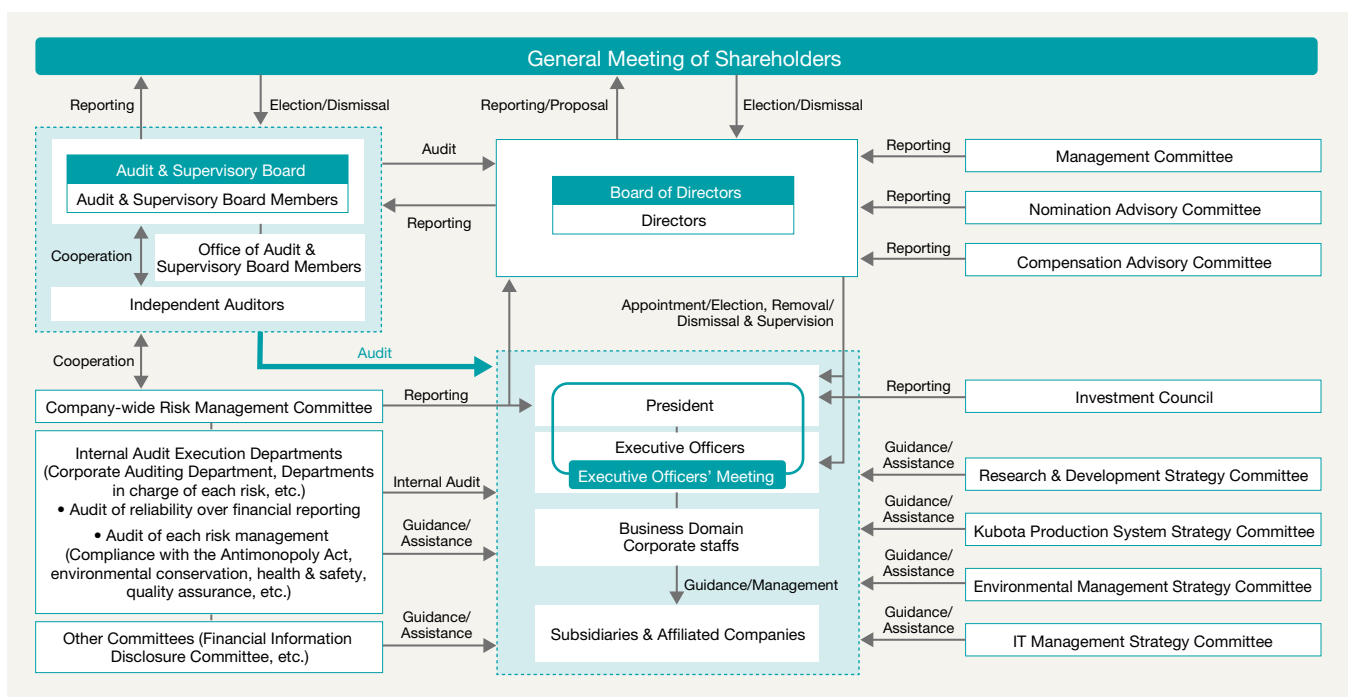 General Meeting of Shareholders
Reporting
Election/Dismissal
Reporting/Proposal
Election/Dismissal
Audit & Supervisory Board
Audit & Supervisory Board Members
Cooperation
Office of Audit &
Supervisory Board Members
Independent Auditors
Audit
Reporting
Board of Directors
Directors
Reporting
Management Committee
Reporting
Nomination Advisory Committee
Reporting
Compensation Advisory Committee
Appointment/Election, Removal/
Dismissal & Supervision
Cooperation
Audit
Company-wide Risk Management Committee
Reporting
President
Executive Officers
Executive Officers' Meeting
Reporting
Investment Council
Internal Audit Execution Departments
(Corporate Auditing Department, Departments
in charge of each risk, etc.)
• Audit of reliability over financial reporting
• Audit of each risk management
(Compliance with the Antimonopoly Act,
environmental conservation, health & safety,
quality assurance, etc.)
Internal Audit
Guidance/
Assistance
Business Domain
Corporate staffs
Guidance/Management
Guidance/
Assistance
Research & Development Strategy Committee
Guidance/
Assistance
Kubota Production System Strategy Committee
Guidance/
Assistance
Environmental Management Strategy Committee
Other Committees (Financial Information
Disclosure Committee, etc.)
Guidance/
Assistance
Subsidiaries & Affiliated Companies
Guidance/
Assistance
IT Management Strategy Committee